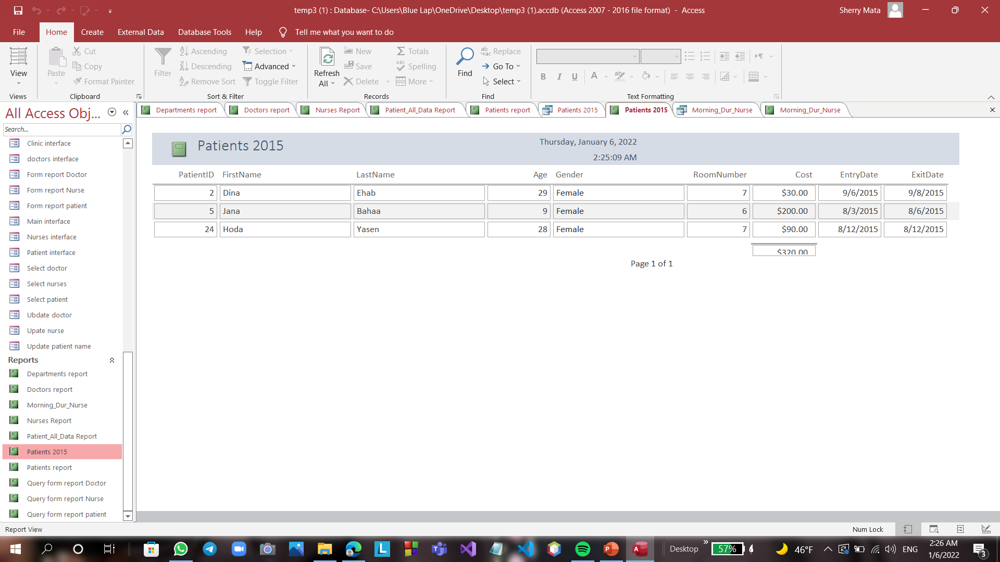 temp3 (1) : Database- C:\Users\Blue Lap\OneDrive\Desktop\temp3 (1).accdb (Access 2007 - 2016 file format) - Access
Sherry Mata
File Home Create External Data Database Tools Help Tell me what you want to do
View
Paste
Cut
Copy
Format Painter
Filter
Ascending
Descending
Remove Sort
Selection
Advanced
Toggle Filter
Refresh All
New
Save
Delete
Totals
Spelling
More
Find
Replace
Go To
Select
B I U A
Views Clipboard Sort & Filter Records Find Text Formatting
All Access Obj...
Search...
Departments report Doctors report Nurses Report Patient_All_Data Report Patients report Patients 2015 Patients 2015 Morning_Dur_Nurse Morning_Dur_Nurse
Clinic interface
doctors interface
Form report Doctor
Form report Nurse
Form report patient
Main interface
Nurses interface
Patient interface
Select doctor
Select nurses
Select patient
Ubdate doctor
Upate nurse
Update patient name
Reports
Departments report
Doctors report
Morning_Dur_Nurse
Nurses Report
Patient_All_Data Report
Patients 2015
Patients report
Query form report Doctor
Query form report Nurse
Query form report patient
Patients 2015
Thursday, January 6, 2022
2:25:09 AM
PatientID FirstName LastName Age Gender RoomNumber Cost EntryDate ExitDate
2 Dina Ehab 29 Female 7 $30.00 9/6/2015 9/8/2015
5 Jana Bahaa 9 Female 6 $200.00 8/3/2015 8/6/2015
24 Hoda Yasen 28 Female 7 $90.00 8/12/2015 8/12/2015
$320.00
Page 1 of 1
Report View
Num Lock
Desktop
57%
46°F
ENG
2:26 AM
1/6/2022
3